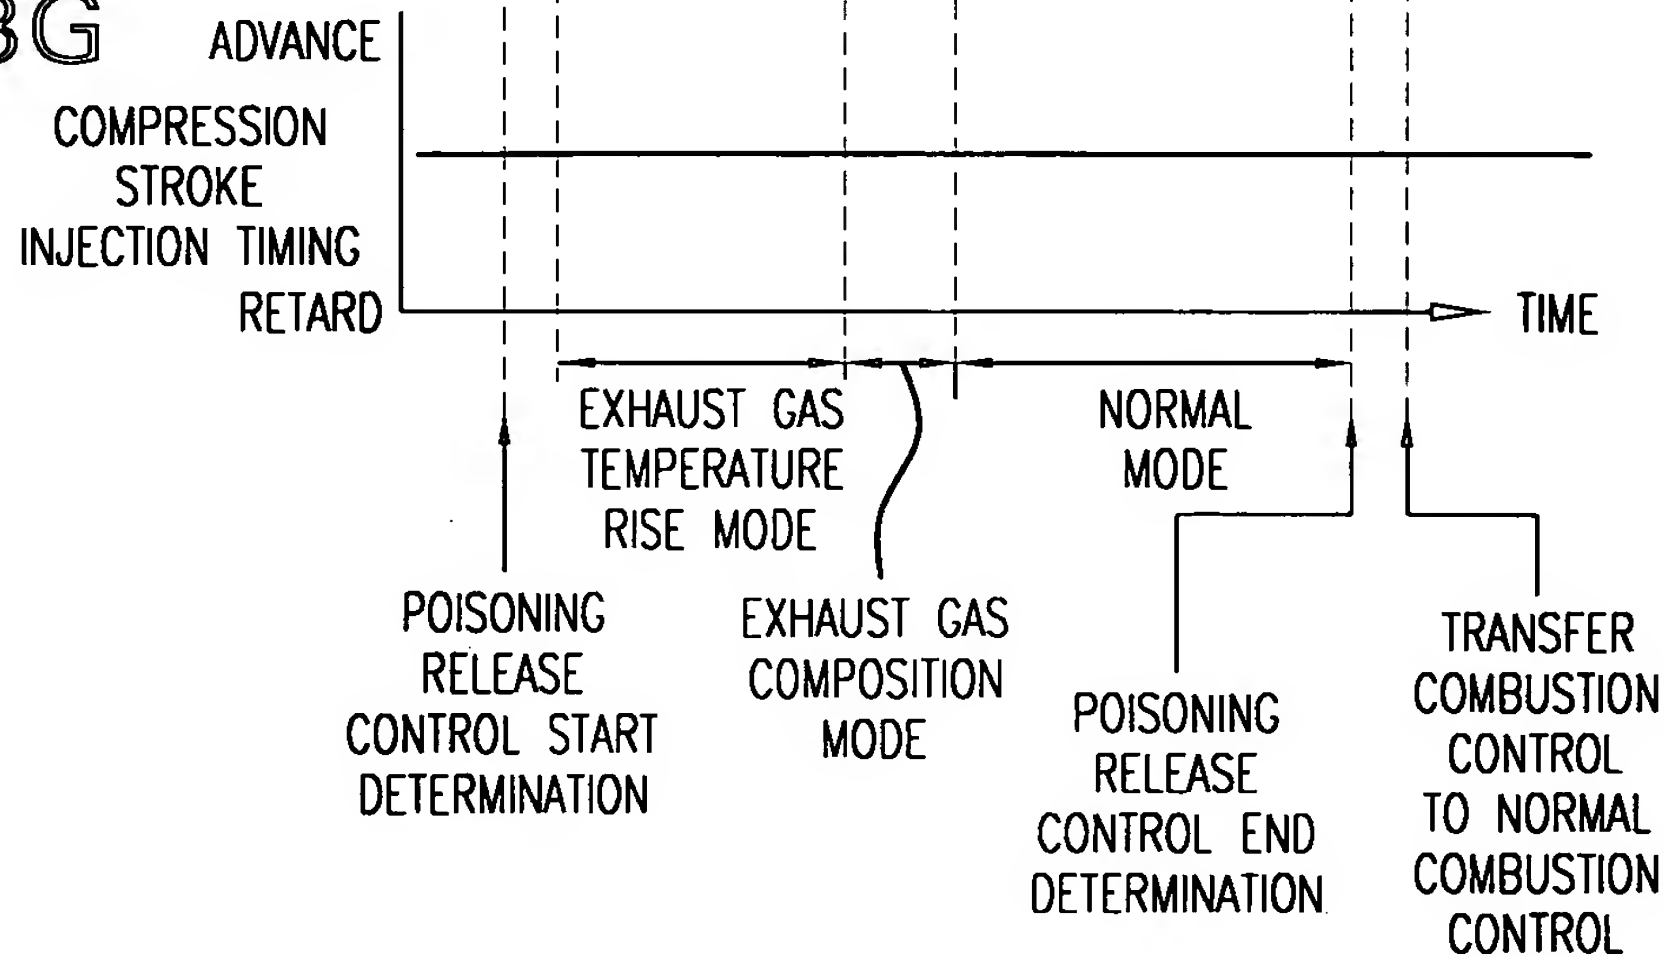 3G
ADVANCE
COMPRESSION
STROKE
INJECTION TIMING
RETARD
TIME
EXHAUST GAS
TEMPERATURE
RISE MODE
NORMAL
MODE
POISONING
RELEASE
CONTROL START
DETERMINATION
EXHAUST GAS
COMPOSITION
MODE
POISONING
RELEASE
CONTROL END
DETERMINATION
TRANSFER
COMBUSTION
CONTROL
TO NORMAL
COMBUSTION
CONTROL